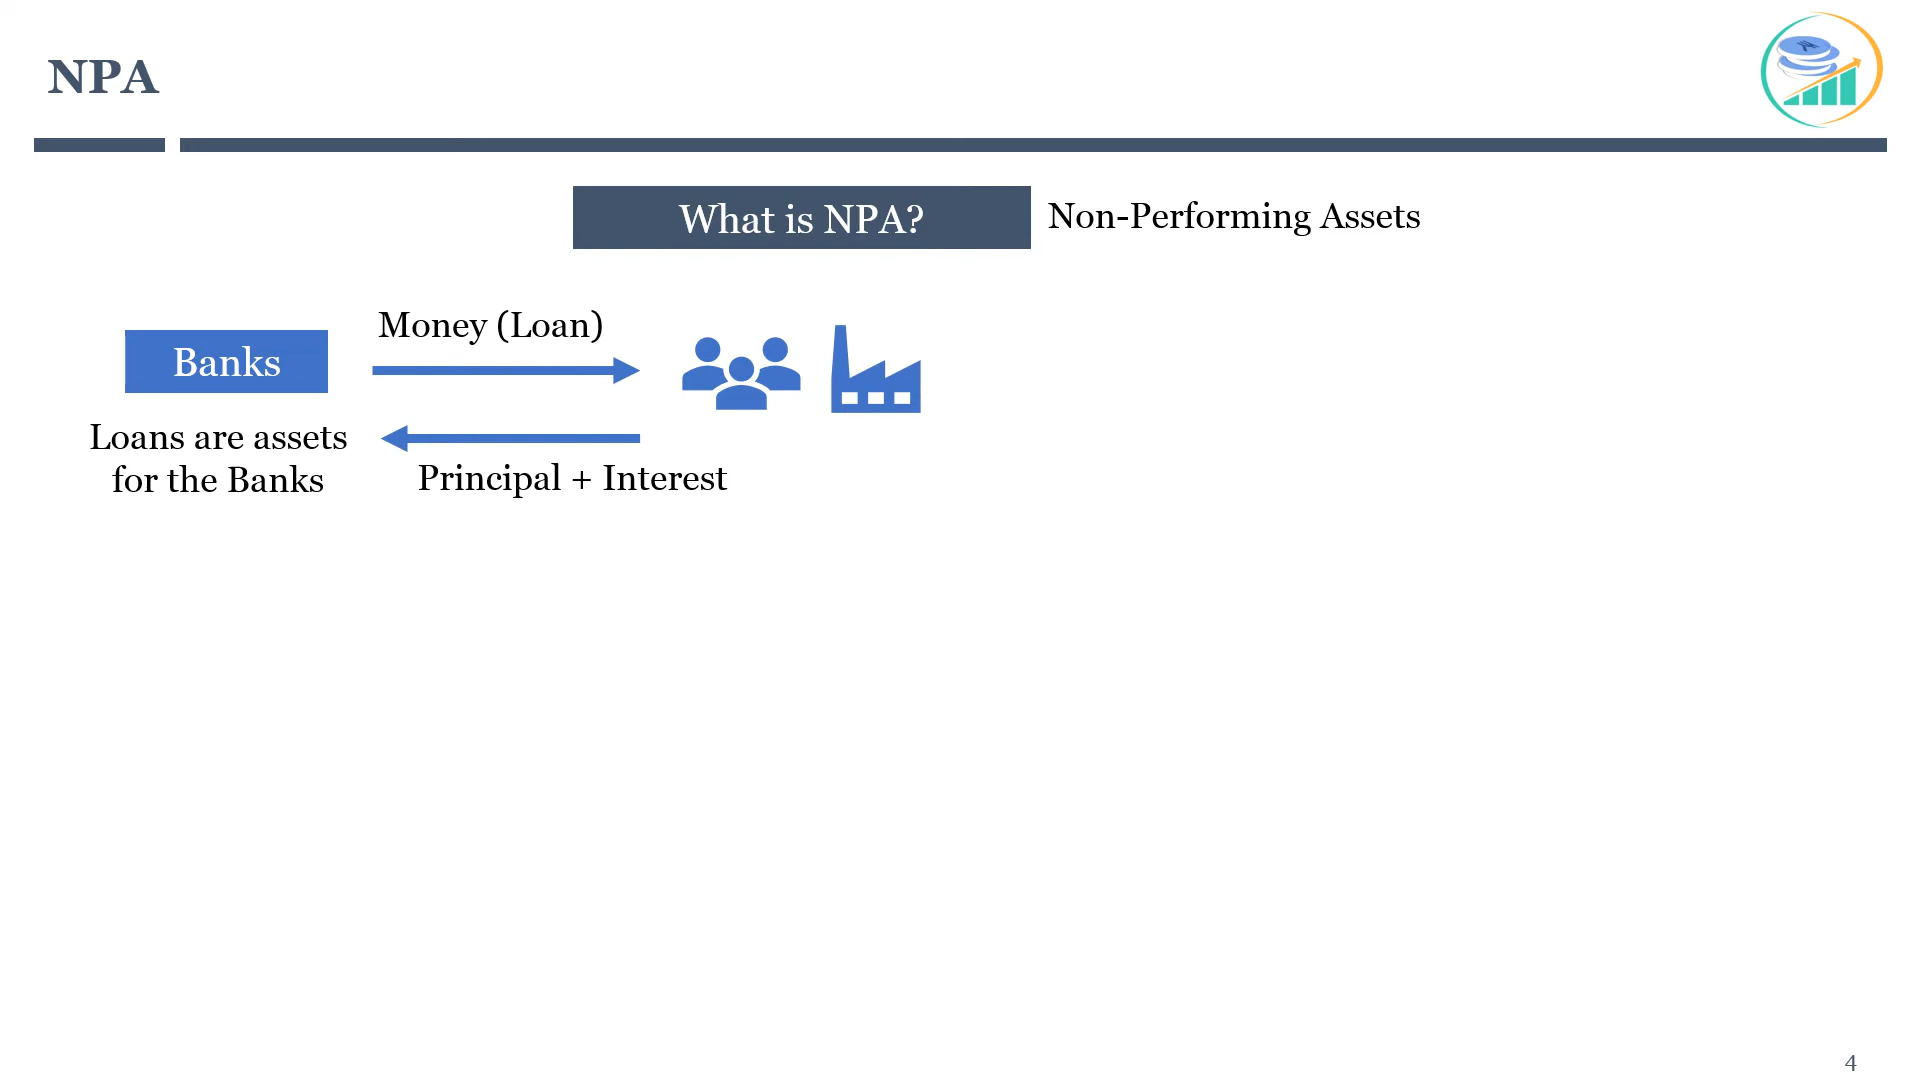 NPA
What is NPA?
Non-Performing Assets
Money (Loan)
Banks
Loans are assets
for the Banks
Principal + Interest
4